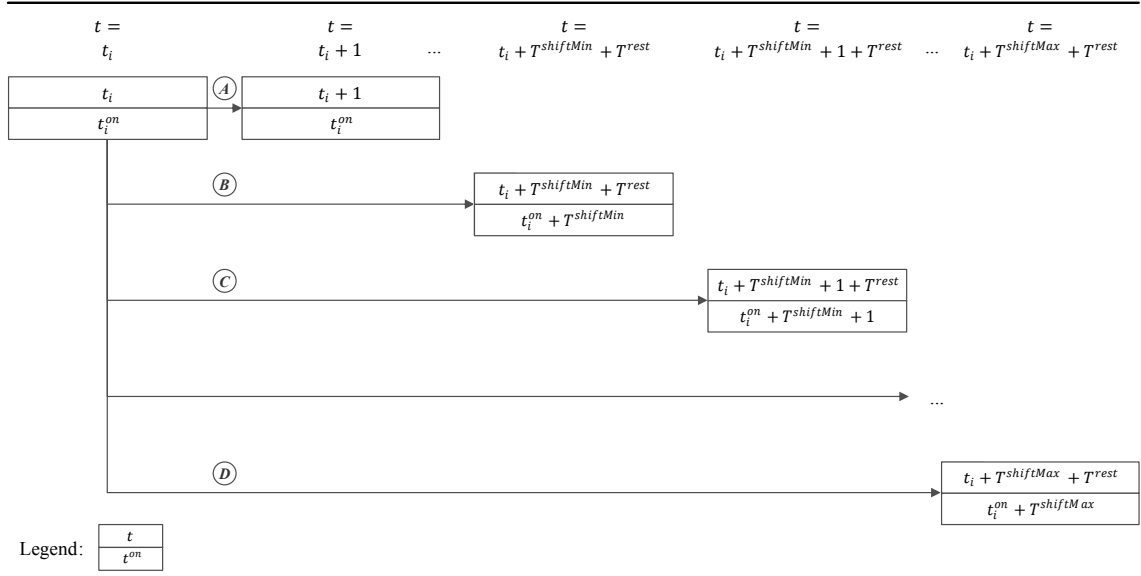 t = t = t = t = t =
t_i t_i + 1 ... t_i + T^{shiftMin} + T^{rest} t_i + T^{shiftMin} + 1 + T^{rest} ... t_i + T^{shiftMax} + T^{rest}
t_i A t_i + 1
t_i^{on} t_i^{on}
B t_i + T^{shiftMin} + T^{rest}
t_i^{on} + T^{shiftMin}
C t_i + T^{shiftMin} + 1 + T^{rest}
t_i^{on} + T^{shiftMin} + 1
...
D t_i + T^{shiftMax} + T^{rest}
t_i^{on} + T^{shiftMax}
Legend: t
t^{on}